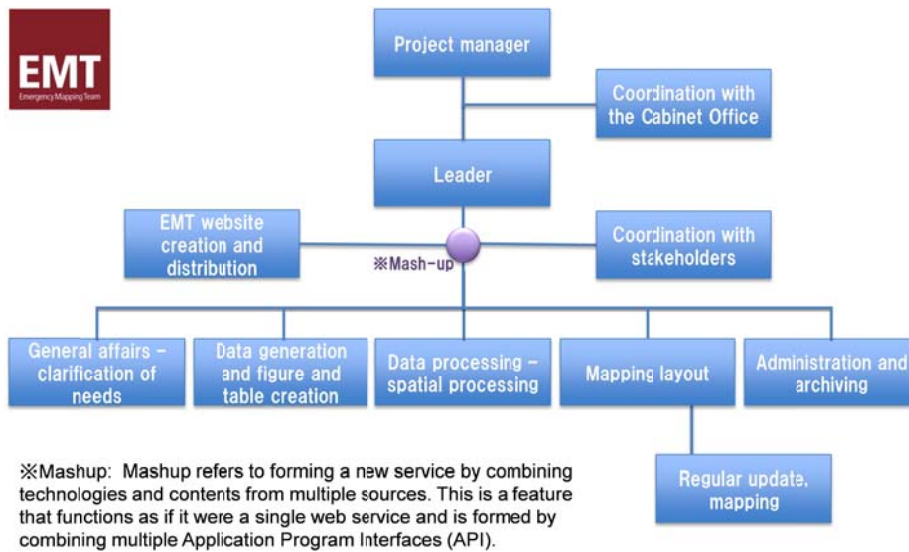 EMT
Emergency Mapping Team
Project manager
Coordination with
the Cabinet Office
Leader
EMT website
creation and
distribution
※Mash-up
Coordination with
stakeholders
General affairs –
clarification of
needs
Data generation
and figure and
table creation
Data processing –
spatial processing
Mapping layout
Administration and
archiving
Regular update,
mapping
※Mashup: Mashup refers to forming a new service by combining
technologies and contents from multiple sources. This is a feature
that functions as if it were a single web service and is formed by
combining multiple Application Program Interfaces (API).